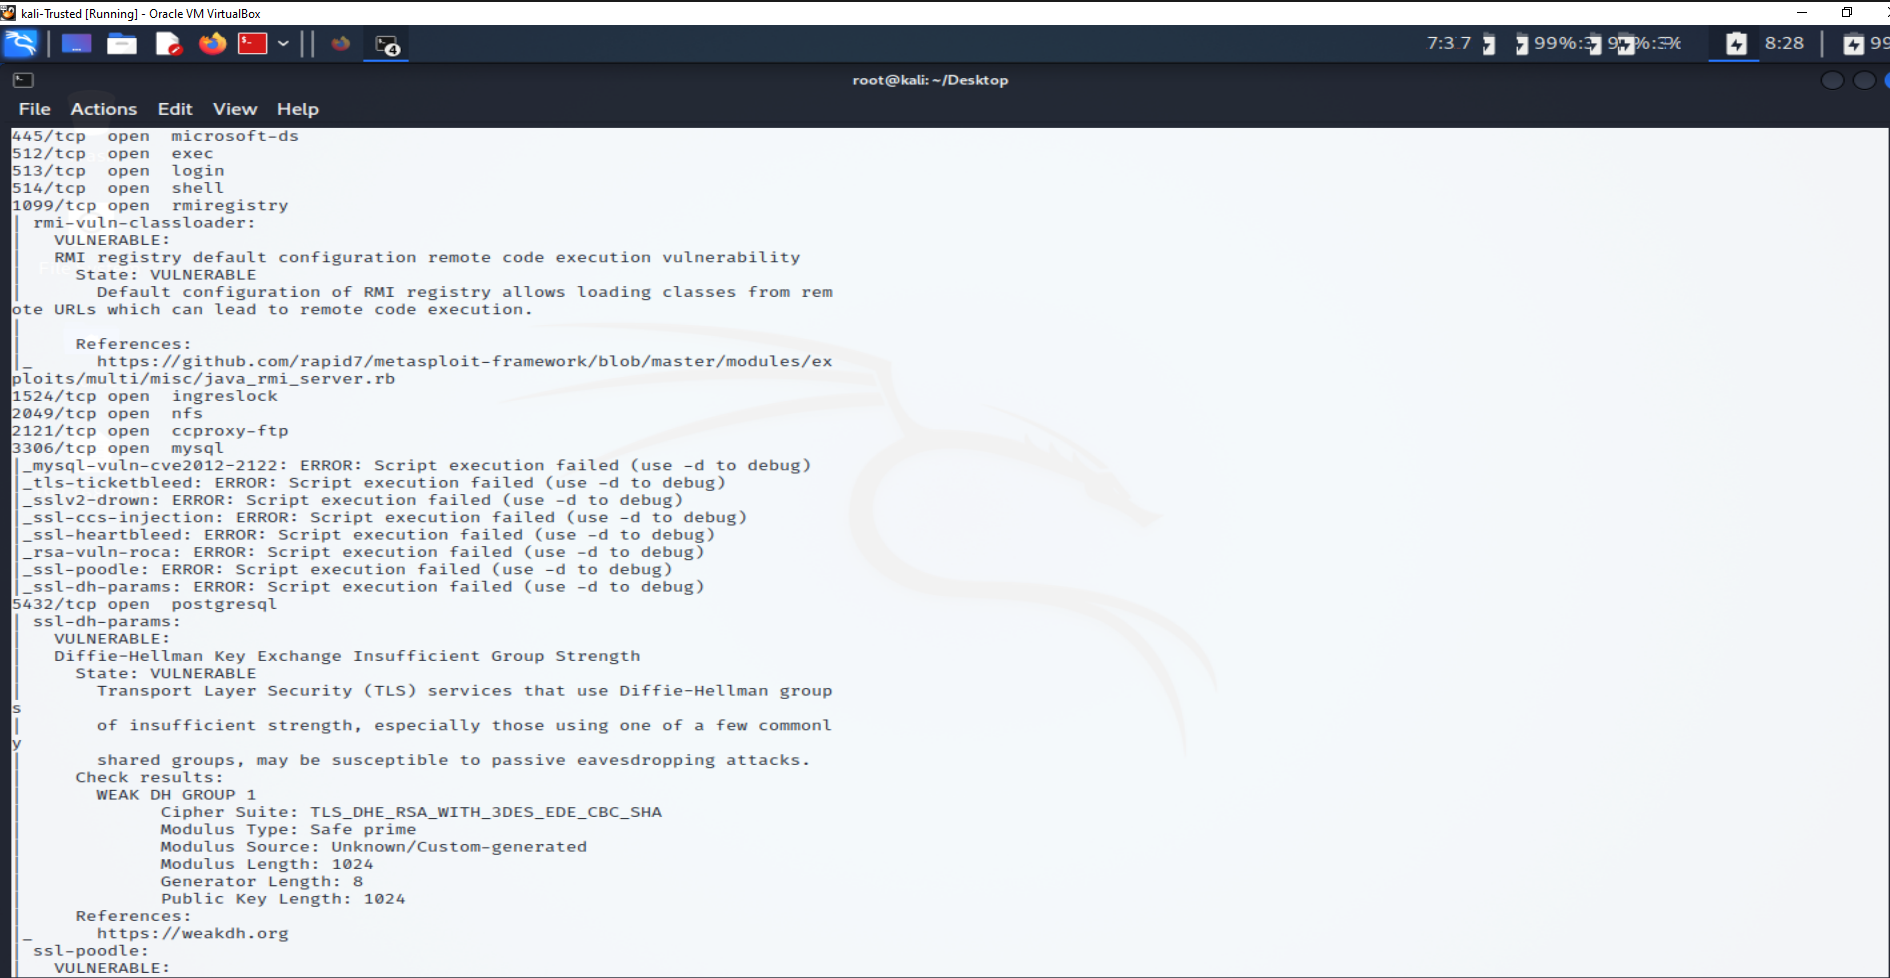 kali-Trusted [Running] - Oracle VM VirtualBox
4
8:28
root@kali: ~/Desktop
File Actions Edit View Help
445/tcp open microsoft-ds
512/tcp open exec
513/tcp open login
514/tcp open shell
1099/tcp open rmiregistry
| rmi-vuln-classloader:
| VULNERABLE:
| RMI registry default configuration remote code execution vulnerability
| State: VULNERABLE
| Default configuration of RMI registry allows loading classes from rem
ote URLs which can lead to remote code execution.
|
| References:
|_ https://github.com/rapid7/metasploit-framework/blob/master/modules/ex
ploits/multi/misc/java_rmi_server.rb
1524/tcp open ingreslock
2049/tcp open nfs
2121/tcp open ccproxy-ftp
3306/tcp open mysql
|_mysql-vuln-cve2012-2122: ERROR: Script execution failed (use -d to debug)
|_tls-ticketbleed: ERROR: Script execution failed (use -d to debug)
|_sslv2-drown: ERROR: Script execution failed (use -d to debug)
|_ssl-ccs-injection: ERROR: Script execution failed (use -d to debug)
|_ssl-heartbleed: ERROR: Script execution failed (use -d to debug)
|_rsa-vuln-roca: ERROR: Script execution failed (use -d to debug)
|_ssl-poodle: ERROR: Script execution failed (use -d to debug)
|_ssl-dh-params: ERROR: Script execution failed (use -d to debug)
5432/tcp open postgresql
| ssl-dh-params:
| VULNERABLE:
| Diffie-Hellman Key Exchange Insufficient Group Strength
| State: VULNERABLE
| Transport Layer Security (TLS) services that use Diffie-Hellman group
s
| of insufficient strength, especially those using one of a few commonl
y
| shared groups, may be susceptible to passive eavesdropping attacks.
| Check results:
| WEAK DH GROUP 1
| Cipher Suite: TLS_DHE_RSA_WITH_3DES_EDE_CBC_SHA
| Modulus Type: Safe prime
| Modulus Source: Unknown/Custom-generated
| Modulus Length: 1024
| Generator Length: 8
| Public Key Length: 1024
| References:
|_ https://weakdh.org
| ssl-poodle:
| VULNERABLE: